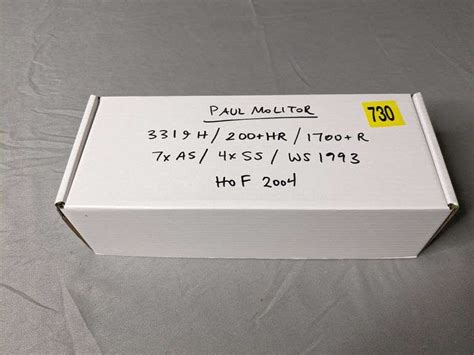 PAUL MOLITOR
730
3319 H / 200+HR / 1700+R
7x AS / 4x SS / WS 1993
HOF 2004